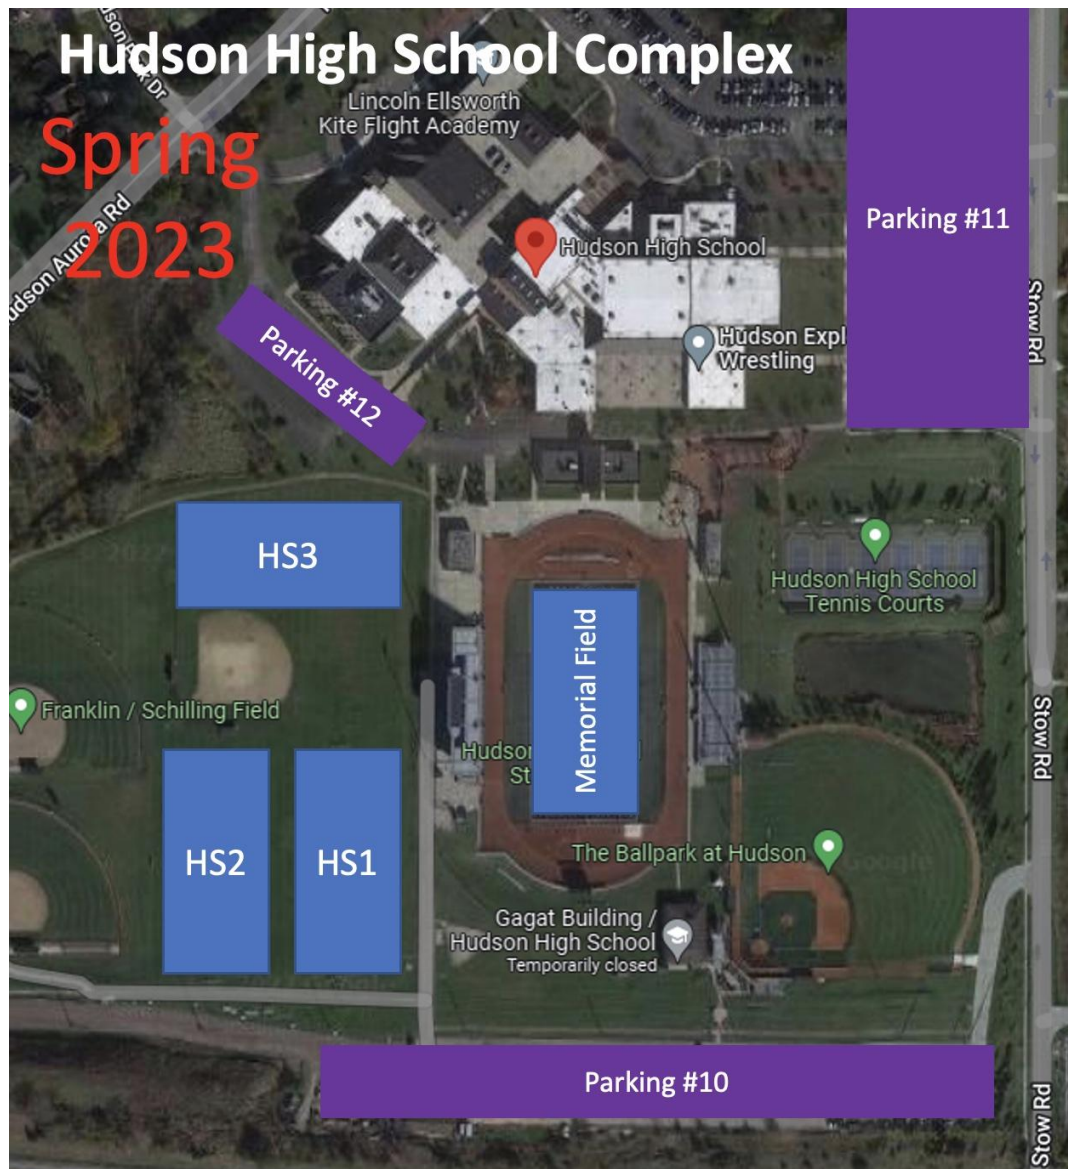 Hudson High School Complex
Spring
2023
Lincoln Ellsworth
Kite Flight Academy
Hudson Aurora Rd
Parking #11
Hudson High School
Stow Rd
Hudson Expl
Wrestling
Parking #12
HS3
Memorial Field
Hudson High School
Tennis Courts
Franklin / Schilling Field
Stow Rd
HS2
HS1
The Ballpark at Hudson
Gagat Building /
Hudson High School
Temporarily closed
Parking #10
Stow Rd